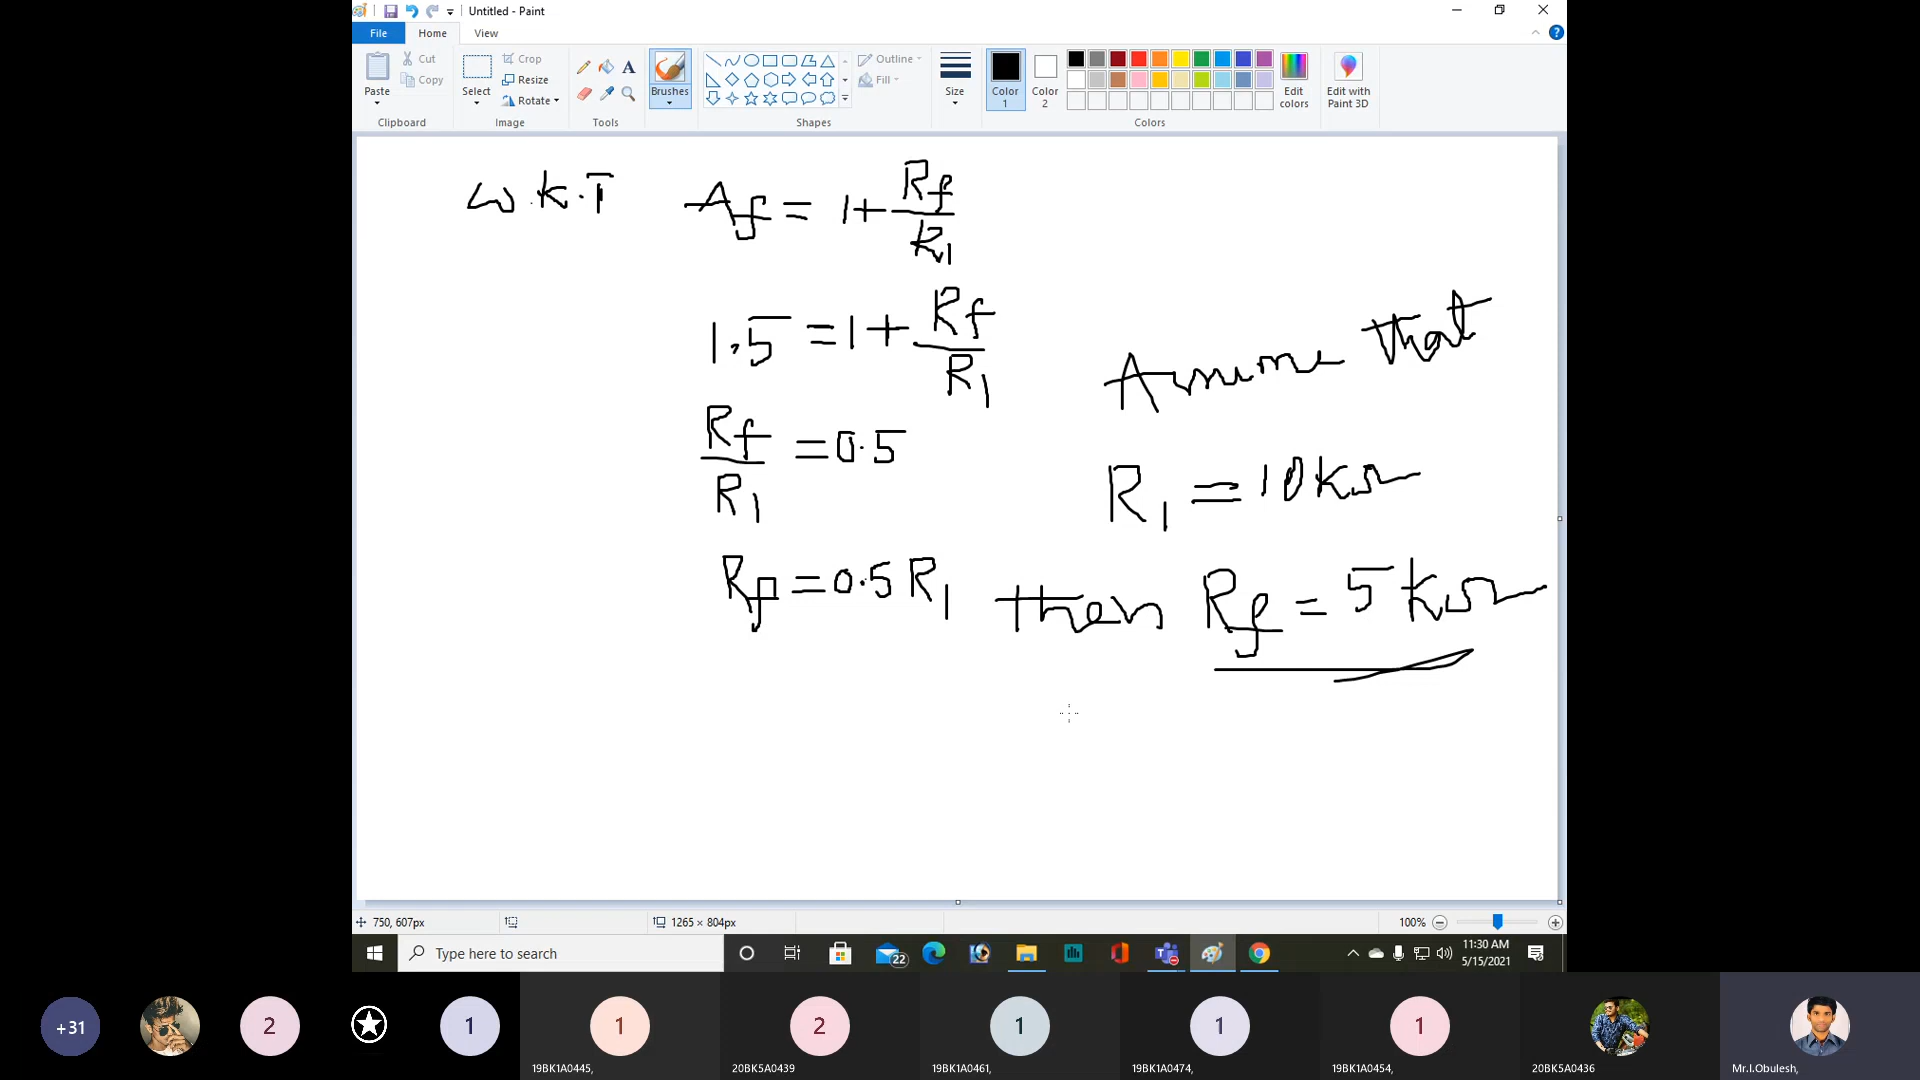 Untitled - Paint
File Home View
Paste Cut Copy Clipboard
Select Crop Resize Rotate Image
Tools
Brushes
Shapes Outline Fill
Size
Color 1 Color 2
Colors
Edit colors
Edit with Paint 3D
W.K.T Af = 1+ Rf/R1
1.5 = 1+ Rf/R1
Assume that
Rf/R1 = 0.5
R1 = 10kΩ
Rf = 0.5 R1 then Rf = 5kΩ
750, 607px 1265 × 804px 100%
Type here to search 22 11:30 AM
5/15/2021
+31 2 1 1 2 1 1 1
19BK1A0445, 20BK5A0439 19BK1A0461, 19BK1A0474, 19BK1A0454, 20BK5A0436 Mr.I.Obulesh,